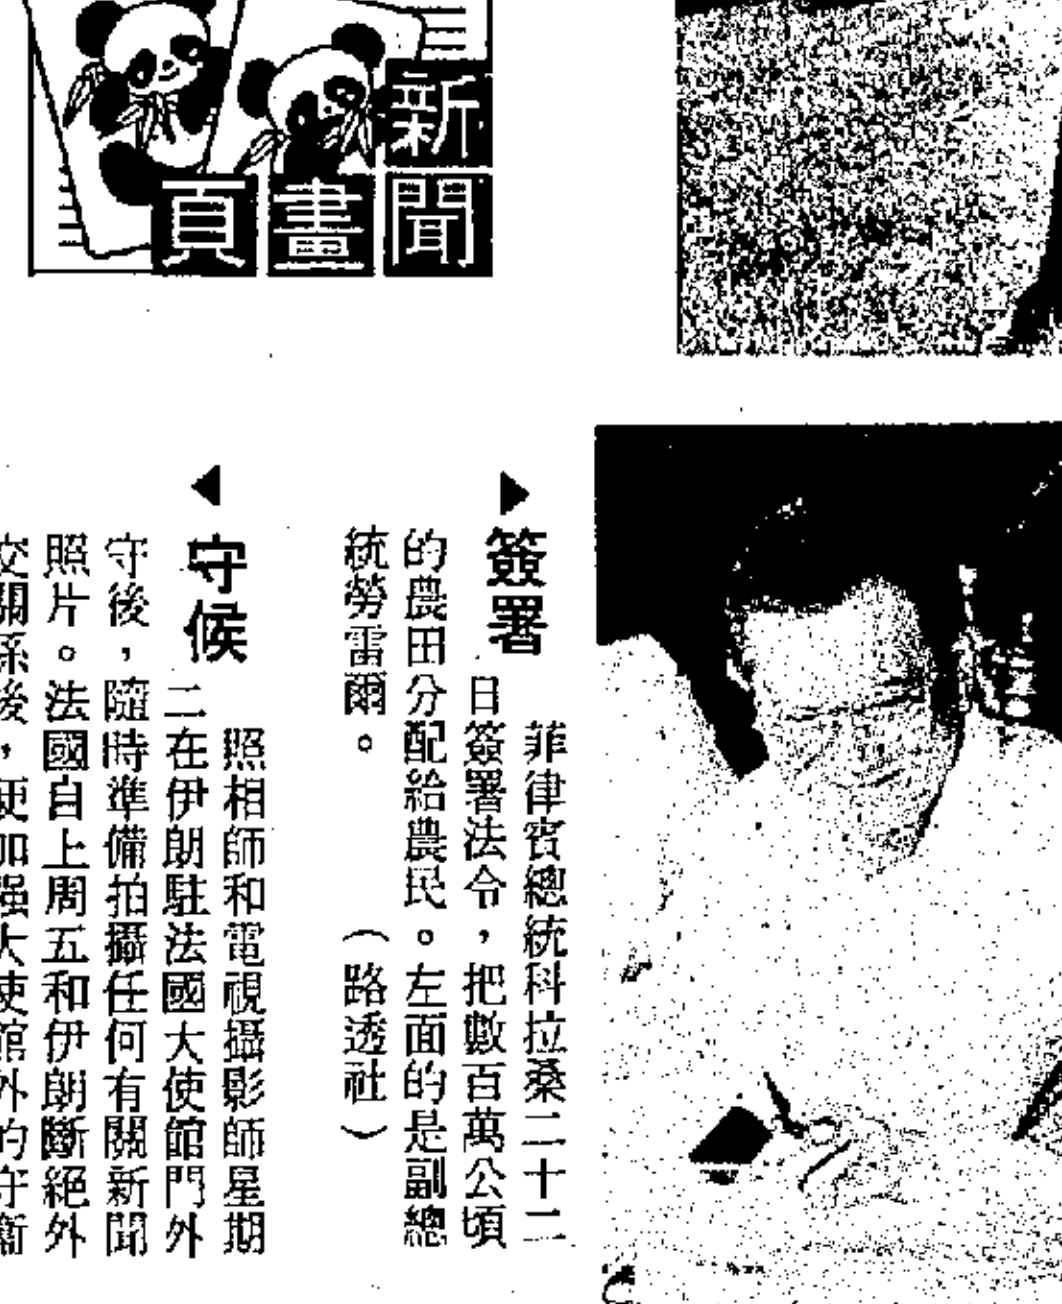 新聞畫頁
▶簽署
菲律賓總統科拉桑二十二
日簽署法令，把數百萬公頃
的農田分配給農民。左面的是副總
統勞雷爾。（路透社）
◀守候
照相師和電視攝影師星期
二在伊朗駐法國大使館門外
守後，隨時準備拍攝任何有關新聞
照片。法國自上周五和伊朗斷絕外
交關係後，便加强大使館外的守衞